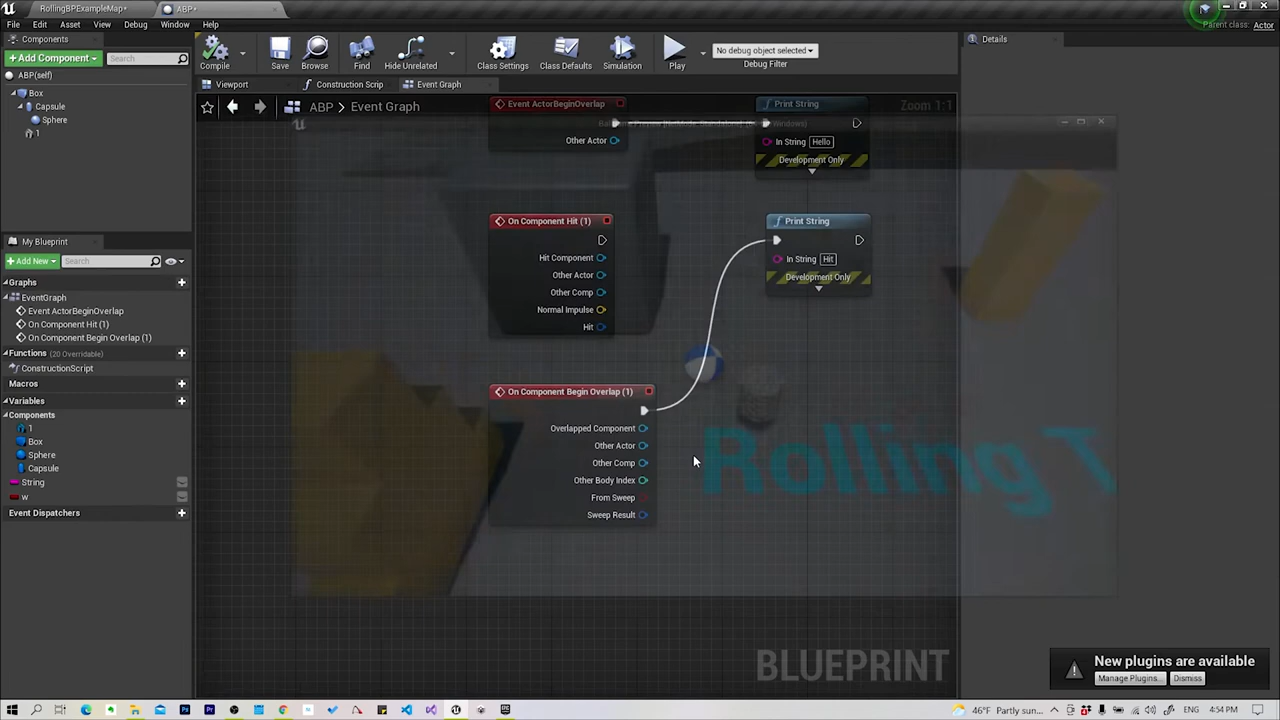 RollingBPExampleMap*
ABP*
File Edit Asset View Debug Window Help
Parent class: Actor
Components
+ Add Component
Search
ABP(self)
Box
Capsule
Sphere
1
Compile
Save
Browse
Find
Hide Unrelated
Class Settings
Class Defaults
Simulation
Play
No debug object selected
Debug Filter
Details
Viewport
Construction Scrip
Event Graph
ABP > Event Graph
Zoom 1:1
My Blueprint
+ Add New
Search
Graphs
EventGraph
Event ActorBeginOverlap
On Component Hit (1)
On Component Begin Overlap (1)
Functions (20 Overridable)
ConstructionScript
Macros
Variables
Components
1
Box
Sphere
Capsule
String
w
Event Dispatchers
Event ActorBeginOverlap
Other Actor
Print String
In String Hello
Development Only
On Component Hit (1)
Hit Component
Other Actor
Other Comp
Normal Impulse
Hit
Print String
In String Hit
Development Only
On Component Begin Overlap (1)
Overlapped Component
Other Actor
Other Comp
Other Body Index
From Sweep
Sweep Result
Rolling T
BLUEPRINT
New plugins are available
Manage Plugins...
Dismiss
46°F Partly sun...
4:54 PM